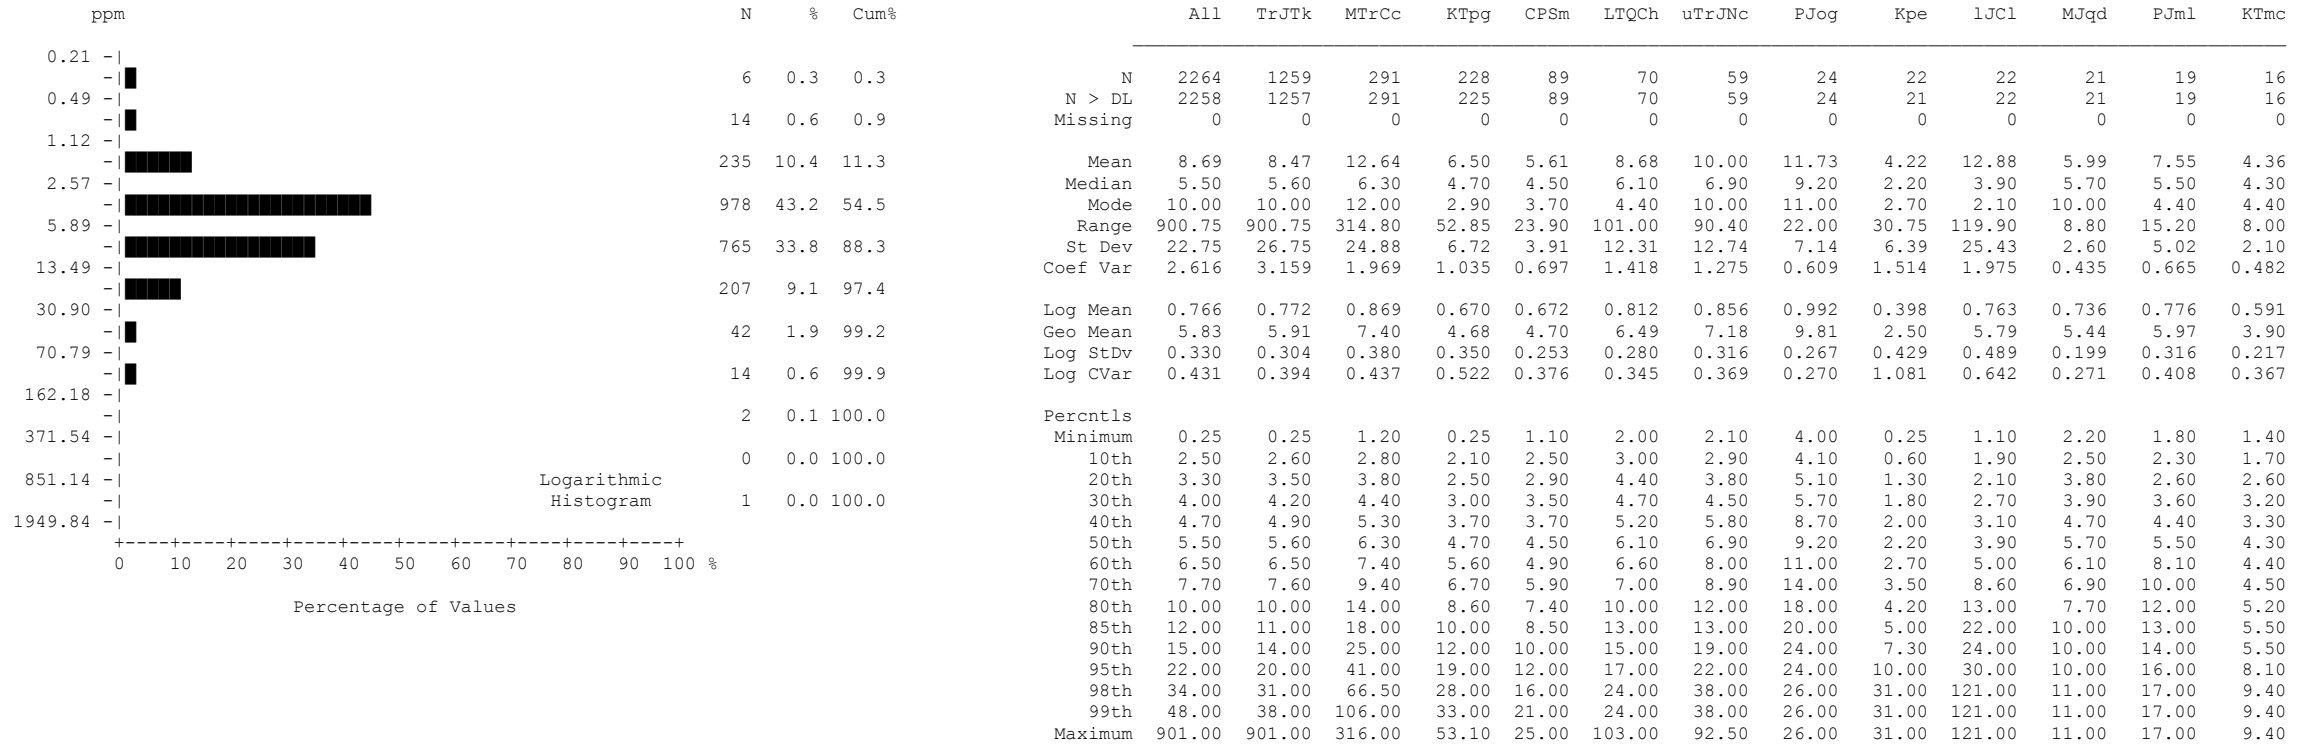 ppm N % Cum% All TrJTk MTrCc KTpg CPSm LTQCh uTrJNc PJog Kpe lJCl MJqd PJml KTmc
0.21 -|
-| 6 0.3 0.3 N 2264 1259 291 228 89 70 59 24 22 22 21 19 16
0.49 -| N > DL 2258 1257 291 225 89 70 59 24 21 22 21 19 16
-| 14 0.6 0.9 Missing 0 0 0 0 0 0 0 0 0 0 0 0 0
1.12 -|
-| 235 10.4 11.3 Mean 8.69 8.47 12.64 6.50 5.61 8.68 10.00 11.73 4.22 12.88 5.99 7.55 4.36
2.57 -| Median 5.50 5.60 6.30 4.70 4.50 6.10 6.90 9.20 2.20 3.90 5.70 5.50 4.30
-| 978 43.2 54.5 Mode 10.00 10.00 12.00 2.90 3.70 4.40 10.00 11.00 2.70 2.10 10.00 4.40 4.40
5.89 -| Range 900.75 900.75 314.80 52.85 23.90 101.00 90.40 22.00 30.75 119.90 8.80 15.20 8.00
-| 765 33.8 88.3 St Dev 22.75 26.75 24.88 6.72 3.91 12.31 12.74 7.14 6.39 25.43 2.60 5.02 2.10
13.49 -| Coef Var 2.616 3.159 1.969 1.035 0.697 1.418 1.275 0.609 1.514 1.975 0.435 0.665 0.482
-| 207 9.1 97.4
30.90 -| Log Mean 0.766 0.772 0.869 0.670 0.672 0.812 0.856 0.992 0.398 0.763 0.736 0.776 0.591
-| 42 1.9 99.2 Geo Mean 5.83 5.91 7.40 4.68 4.70 6.49 7.18 9.81 2.50 5.79 5.44 5.97 3.90
70.79 -| Log StDv 0.330 0.304 0.380 0.350 0.253 0.280 0.316 0.267 0.429 0.489 0.199 0.316 0.217
-| 14 0.6 99.9 Log CVar 0.431 0.394 0.437 0.522 0.376 0.345 0.369 0.270 1.081 0.642 0.271 0.408 0.367
162.18 -|
-| 2 0.1 100.0 Percntls
371.54 -| Minimum 0.25 0.25 1.20 0.25 1.10 2.00 2.10 4.00 0.25 1.10 2.20 1.80 1.40
-| 0 0.0 100.0 10th 2.50 2.60 2.80 2.10 2.50 3.00 2.90 4.10 0.60 1.90 2.50 2.30 1.70
851.14 -| Logarithmic 20th 3.30 3.50 3.80 2.50 2.90 4.40 3.80 5.10 1.30 2.10 3.80 2.60 2.60
-| Histogram 1 0.0 100.0 30th 4.00 4.20 4.40 3.00 3.50 4.70 4.50 5.70 1.80 2.70 3.90 3.60 3.20
1949.84 -| 40th 4.70 4.90 5.30 3.70 3.70 5.20 5.80 8.70 2.00 3.10 4.70 4.40 3.30
+----+----+----+----+----+----+----+----+----+----+ 50th 5.50 5.60 6.30 4.70 4.50 6.10 6.90 9.20 2.20 3.90 5.70 5.50 4.30
0 10 20 30 40 50 60 70 80 90 100 % 60th 6.50 6.50 7.40 5.60 4.90 6.60 8.00 11.00 2.70 5.00 6.10 8.10 4.40
70th 7.70 7.60 9.40 6.70 5.90 7.00 8.90 14.00 3.50 8.60 6.90 10.00 4.50
Percentage of Values 80th 10.00 10.00 14.00 8.60 7.40 10.00 12.00 18.00 4.20 13.00 7.70 12.00 5.20
85th 12.00 11.00 18.00 10.00 8.50 13.00 13.00 20.00 5.00 22.00 10.00 13.00 5.50
90th 15.00 14.00 25.00 12.00 10.00 15.00 19.00 24.00 7.30 24.00 10.00 14.00 5.50
95th 22.00 20.00 41.00 19.00 12.00 17.00 22.00 24.00 10.00 30.00 10.00 16.00 8.10
98th 34.00 31.00 66.50 28.00 16.00 24.00 38.00 26.00 31.00 121.00 11.00 17.00 9.40
99th 48.00 38.00 106.00 33.00 21.00 24.00 38.00 26.00 31.00 121.00 11.00 17.00 9.40
Maximum 901.00 901.00 316.00 53.10 25.00 103.00 92.50 26.00 31.00 121.00 11.00 17.00 9.40